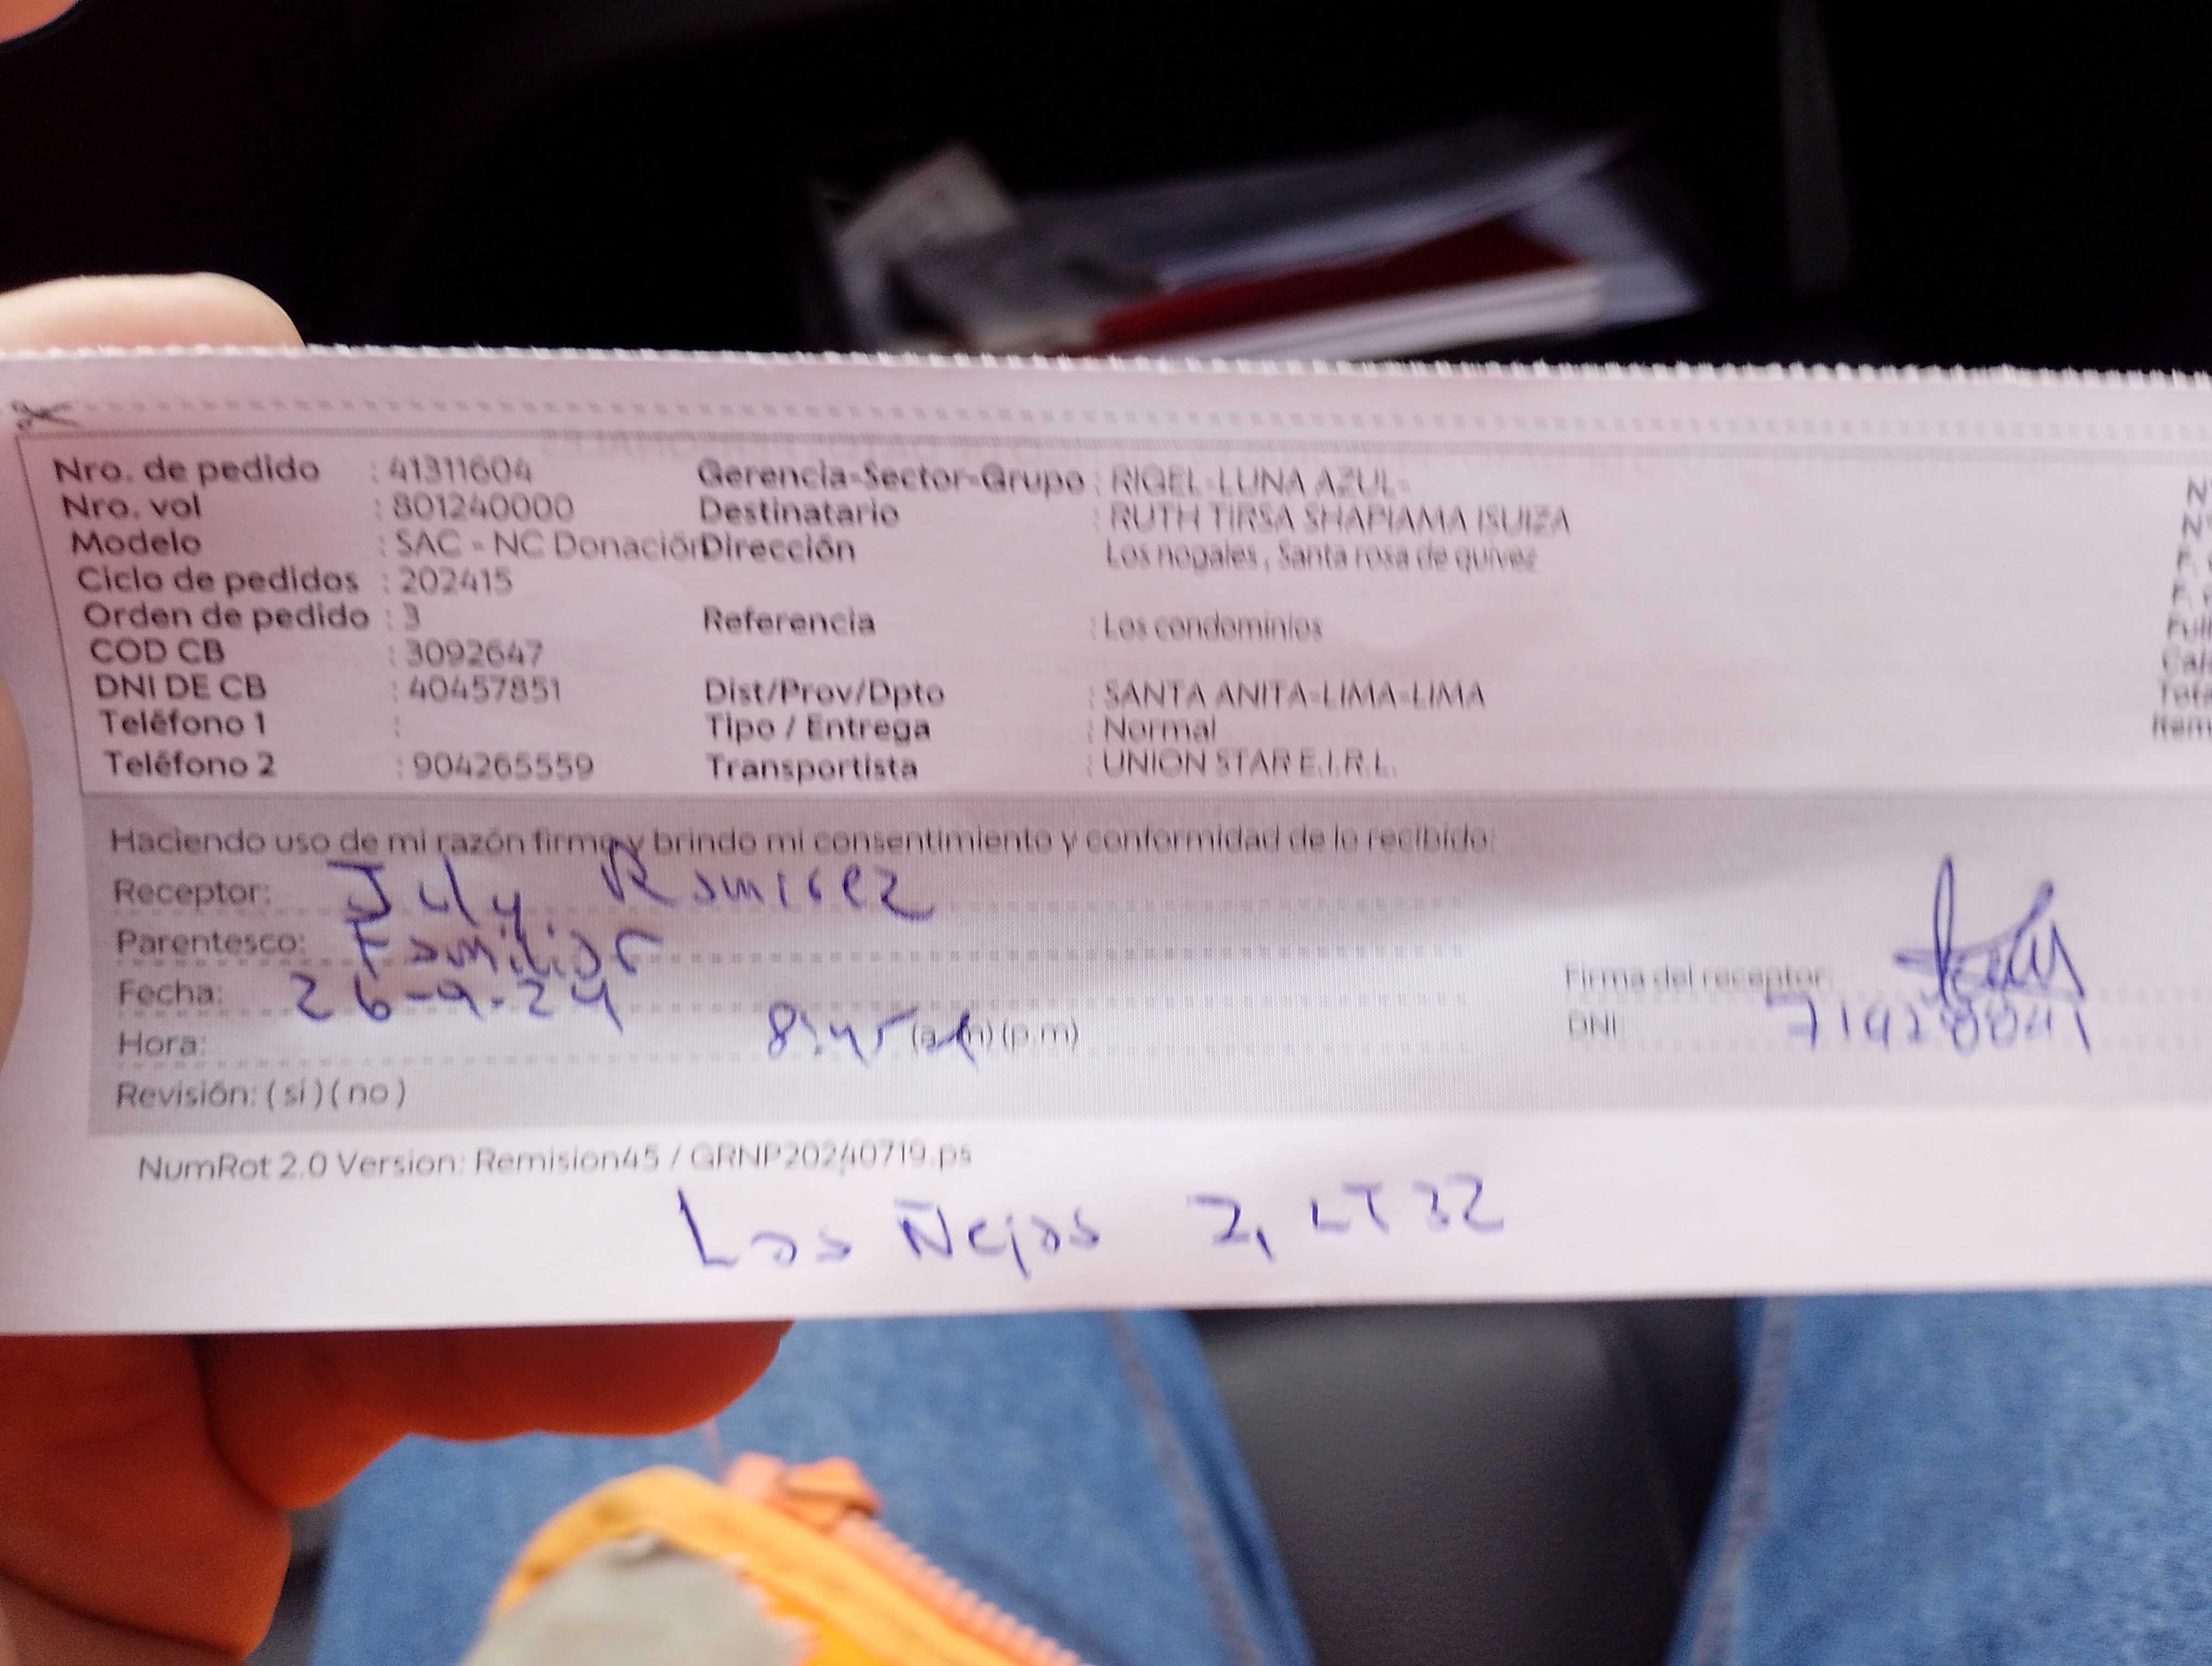 Nro. de pedido : 41311604 Gerencia-Sector-Grupo : RIGEL-LUNA AZUL-
Nro. vol : 801240000 Destinatario : RUTH TIRSA SHAPIAMA ISUIZA
Modelo : SAC - NC Donación Dirección Los nogales , Santa rosa de quivez
Ciclo de pedidos : 202415
Orden de pedido : 3 Referencia : Los condominios
COD CB : 3092647
DNI DE CB : 40457851 Dist/Prov/Dpto : SANTA ANITA-LIMA-LIMA
Teléfono 1 : Tipo / Entrega : Normal
Teléfono 2 : 904265559 Transportista : UNION STAR E.I.R.L.
Haciendo uso de mi razón firmo y brindo mi consentimiento y conformidad de lo recibido:
Receptor: July Ramirez
Parentesco: Familiar
Fecha: 26-9-24 Firma del receptor:
Hora: 8:45 (a.m) (p.m) DNI:
Revisión: ( si ) ( no )
NumRot 2.0 Version: Remision45 / GRNP20240719.ps
LT 32